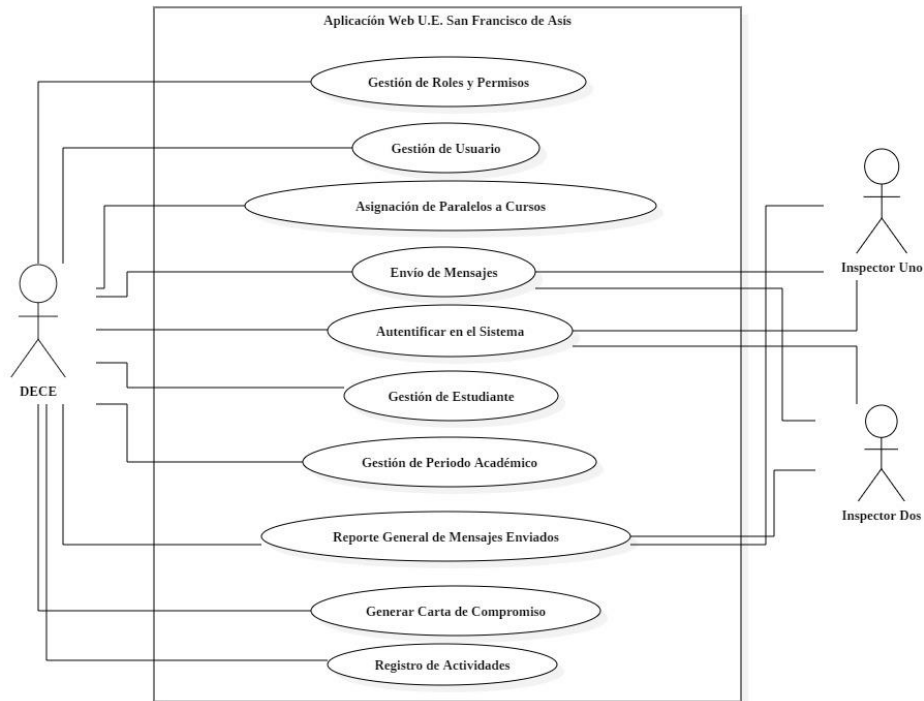 Aplicación Web U.E. San Francisco de Asís
Gestión de Roles y Permisos
Gestión de Usuario
Asignación de Paralelos a Cursos
Envío de Mensajes
Inspector Uno
Autentificar en el Sistema
DECE
Gestión de Estudiante
Gestión de Periodo Académico
Inspector Dos
Reporte General de Mensajes Enviados
Generar Carta de Compromiso
Registro de Actividades